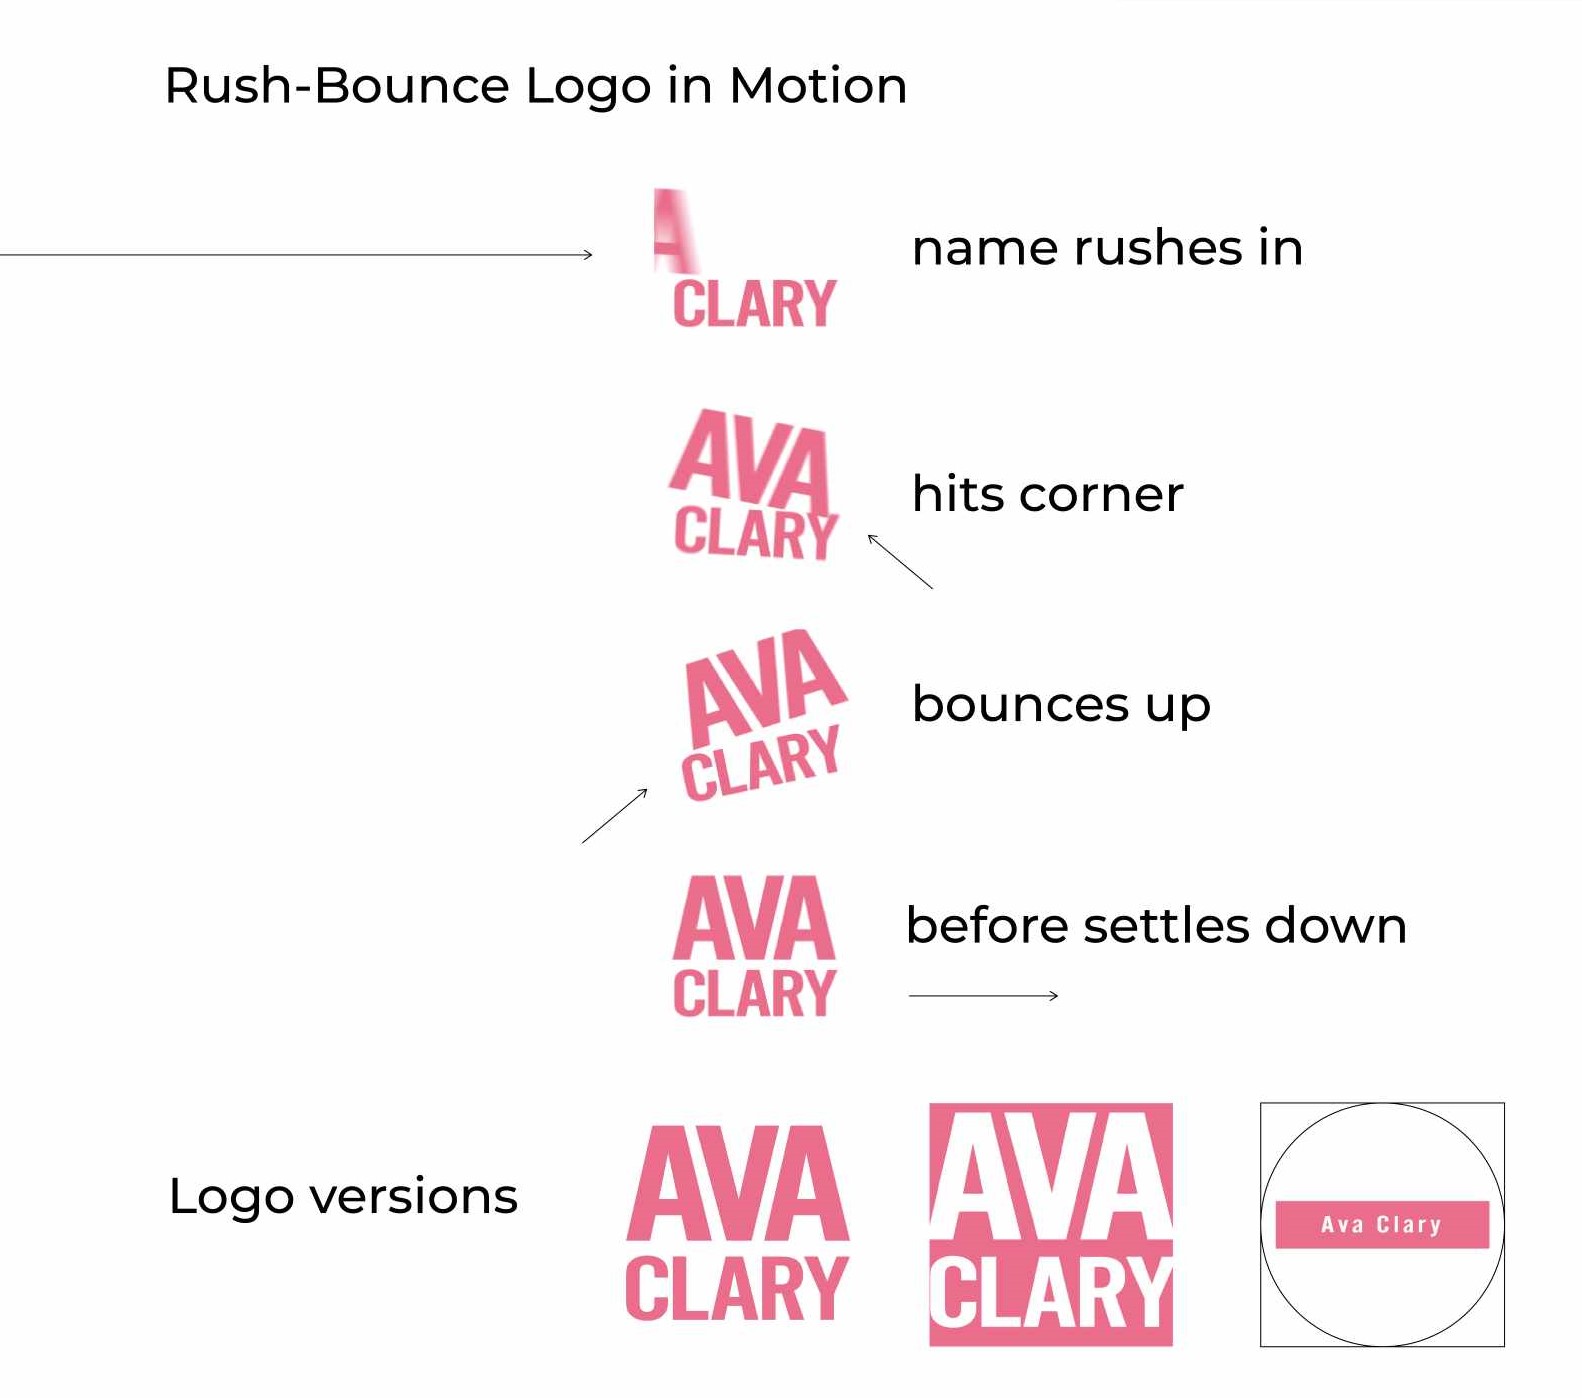 Rush-Bounce Logo in Motion
A
CLARY
name rushes in
AVA
CLARY
hits corner
AVA
CLARY
bounces up
AVA
CLARY
before settles down
Logo versions
AVA
CLARY
AVA
CLARY
Ava Clary